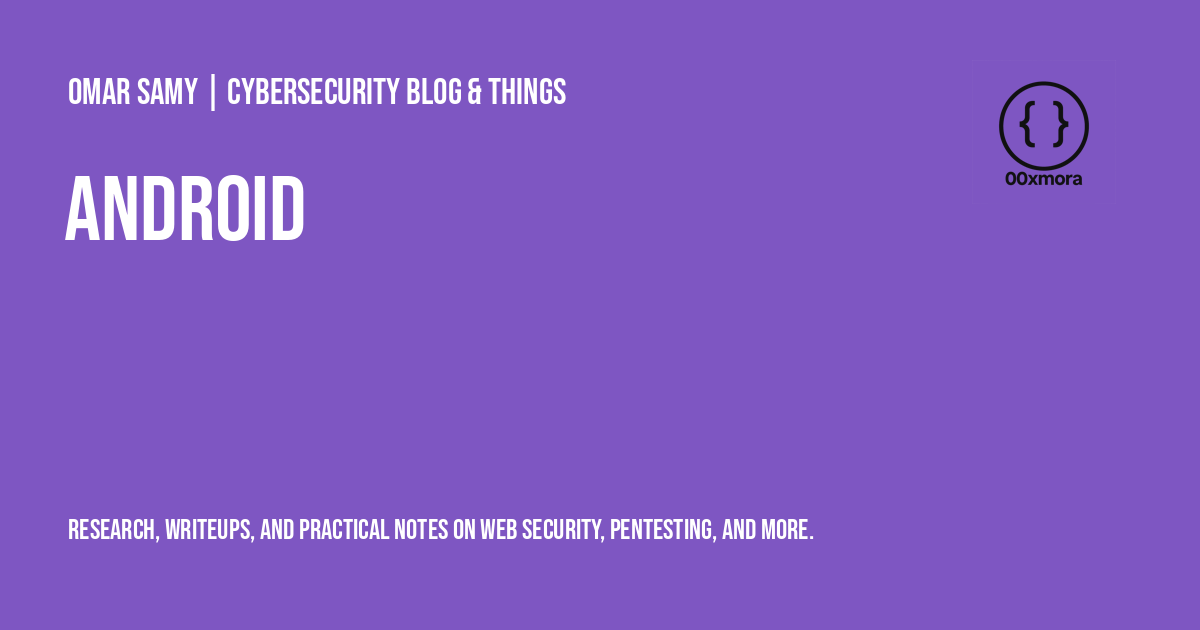 OMAR SAMY | CYBERSECURITY BLOG & THINGS
{ }
00xmora
ANDROID
RESEARCH, WRITEUPS, AND PRACTICAL NOTES ON WEB SECURITY, PENTESTING, AND MORE.